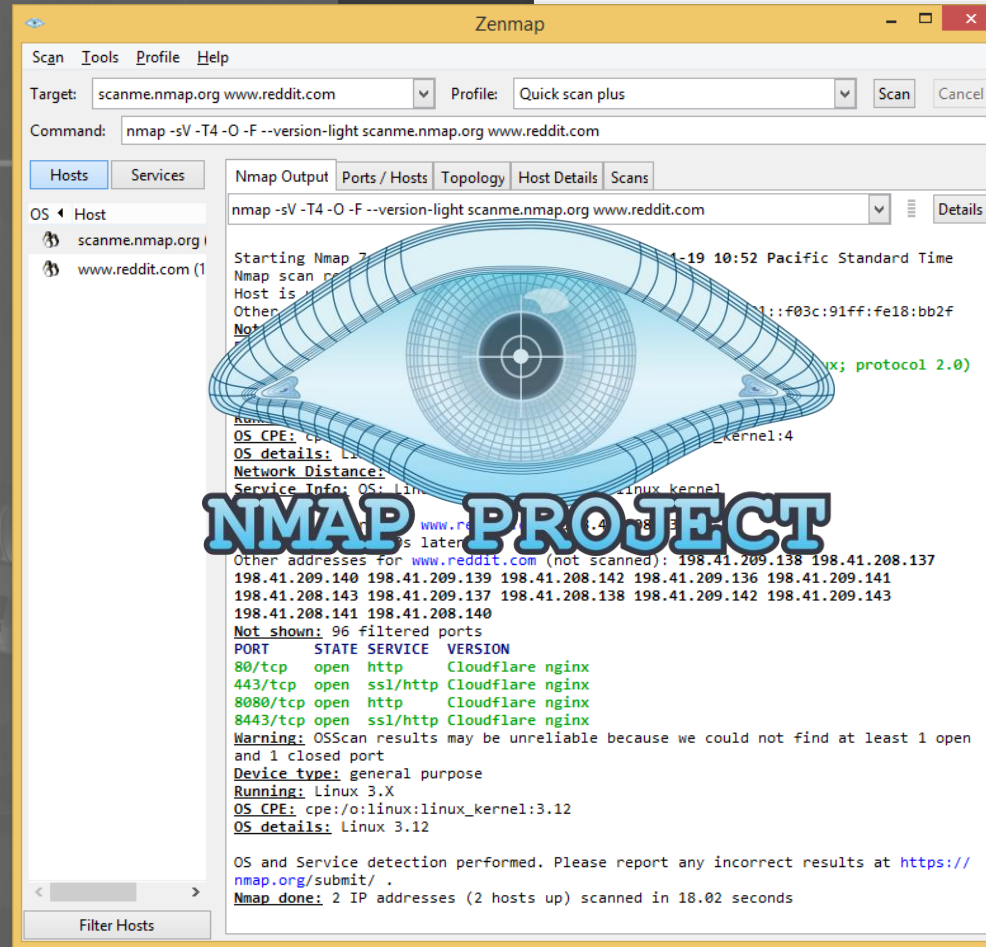 Zenmap
Scan Tools Profile Help
Target: scanme.nmap.org www.reddit.com Profile: Quick scan plus Scan Cancel
Command: nmap -sV -T4 -O -F --version-light scanme.nmap.org www.reddit.com
Hosts Services
Nmap Output Ports / Hosts Topology Host Details Scans
OS Host
scanme.nmap.org (
www.reddit.com (1
nmap -sV -T4 -O -F --version-light scanme.nmap.org www.reddit.com Details
Starting Nmap 7 -19 10:52 Pacific Standard Time
Nmap scan
Host is
Other ::f03c:91ff:fe18:bb2f
protocol 2.0)
OS CPE: kernel:4
OS details:
Network Distance:
Service Info: OS: linux_kernel
NMAP PROJECT
Other addresses for www.reddit.com (not scanned): 198.41.209.138 198.41.208.137
198.41.209.140 198.41.209.139 198.41.208.142 198.41.209.136 198.41.209.141
198.41.208.143 198.41.209.137 198.41.208.138 198.41.209.142 198.41.209.143
198.41.208.141 198.41.208.140
Not shown: 96 filtered ports
PORT STATE SERVICE VERSION
80/tcp open http Cloudflare nginx
443/tcp open ssl/http Cloudflare nginx
8080/tcp open http Cloudflare nginx
8443/tcp open ssl/http Cloudflare nginx
Warning: OSScan results may be unreliable because we could not find at least 1 open
and 1 closed port
Device type: general purpose
Running: Linux 3.X
OS CPE: cpe:/o:linux:linux_kernel:3.12
OS details: Linux 3.12
OS and Service detection performed. Please report any incorrect results at https://
nmap.org/submit/ .
Nmap done: 2 IP addresses (2 hosts up) scanned in 18.02 seconds
Filter Hosts